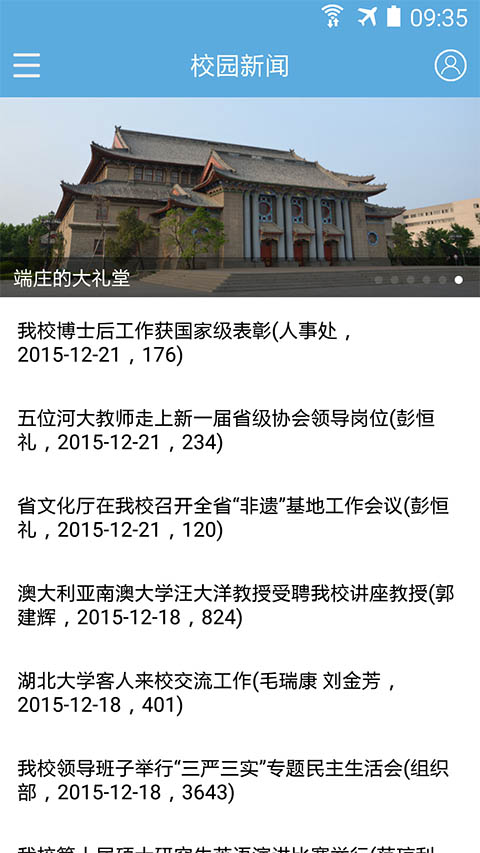 09:35
校园新闻
端庄的大礼堂
我校博士后工作获国家级表彰(人事处，
2015-12-21，176)
五位河大教师走上新一届省级协会领导岗位(彭恒
礼，2015-12-21，234)
省文化厅在我校召开全省“非遗”基地工作会议(彭恒
礼，2015-12-21，120)
澳大利亚南澳大学汪大洋教授受聘我校讲座教授(郭
建辉，2015-12-18，824)
湖北大学客人来校交流工作(毛瑞康 刘金芳，
2015-12-18，401)
我校领导班子举行“三严三实”专题民主生活会(组织
部，2015-12-18，3643)